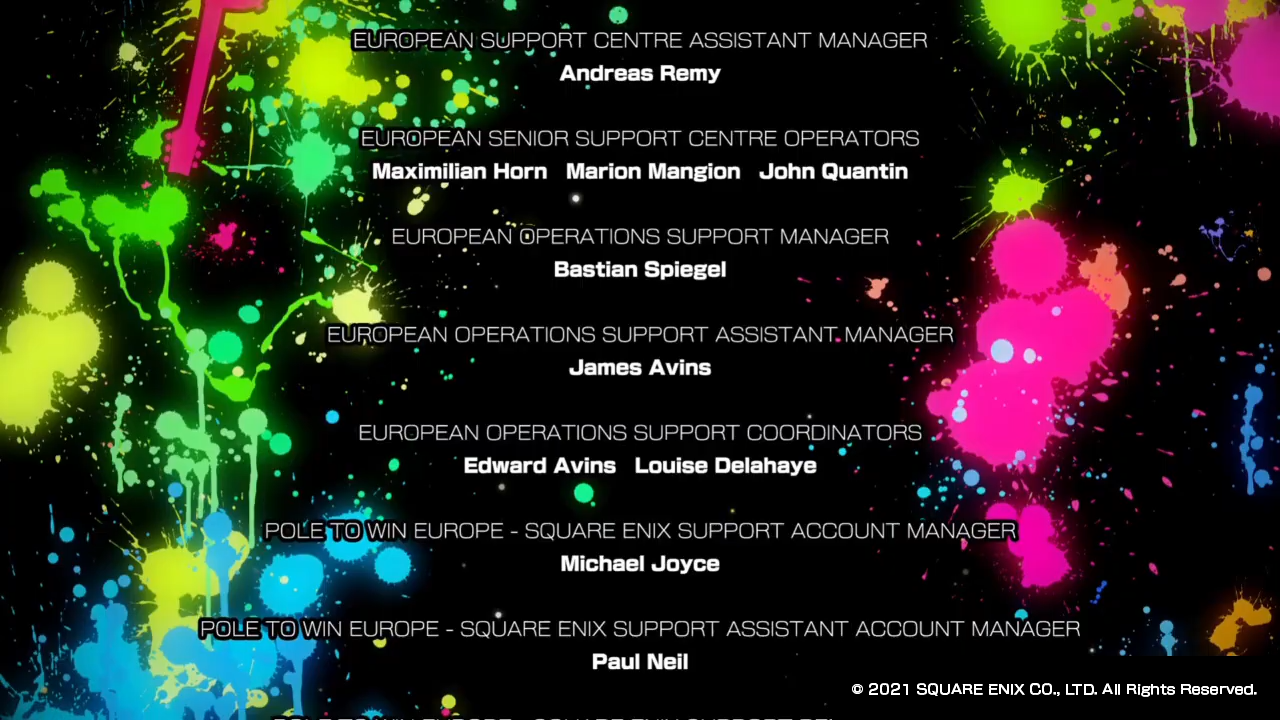 EUROPEAN SUPPORT CENTRE ASSISTANT MANAGER
Andreas Remy
EUROPEAN SENIOR SUPPORT CENTRE OPERATORS
Maximilian Horn Marion Mangion John Quantin
EUROPEAN OPERATIONS SUPPORT MANAGER
Bastian Spiegel
EUROPEAN OPERATIONS SUPPORT ASSISTANT MANAGER
James Avins
EUROPEAN OPERATIONS SUPPORT COORDINATORS
Edward Avins Louise Delahaye
POLE TO WIN EUROPE - SQUARE ENIX SUPPORT ACCOUNT MANAGER
Michael Joyce
POLE TO WIN EUROPE - SQUARE ENIX SUPPORT ASSISTANT ACCOUNT MANAGER
Paul Neil
© 2021 SQUARE ENIX CO., LTD. All Rights Reserved.